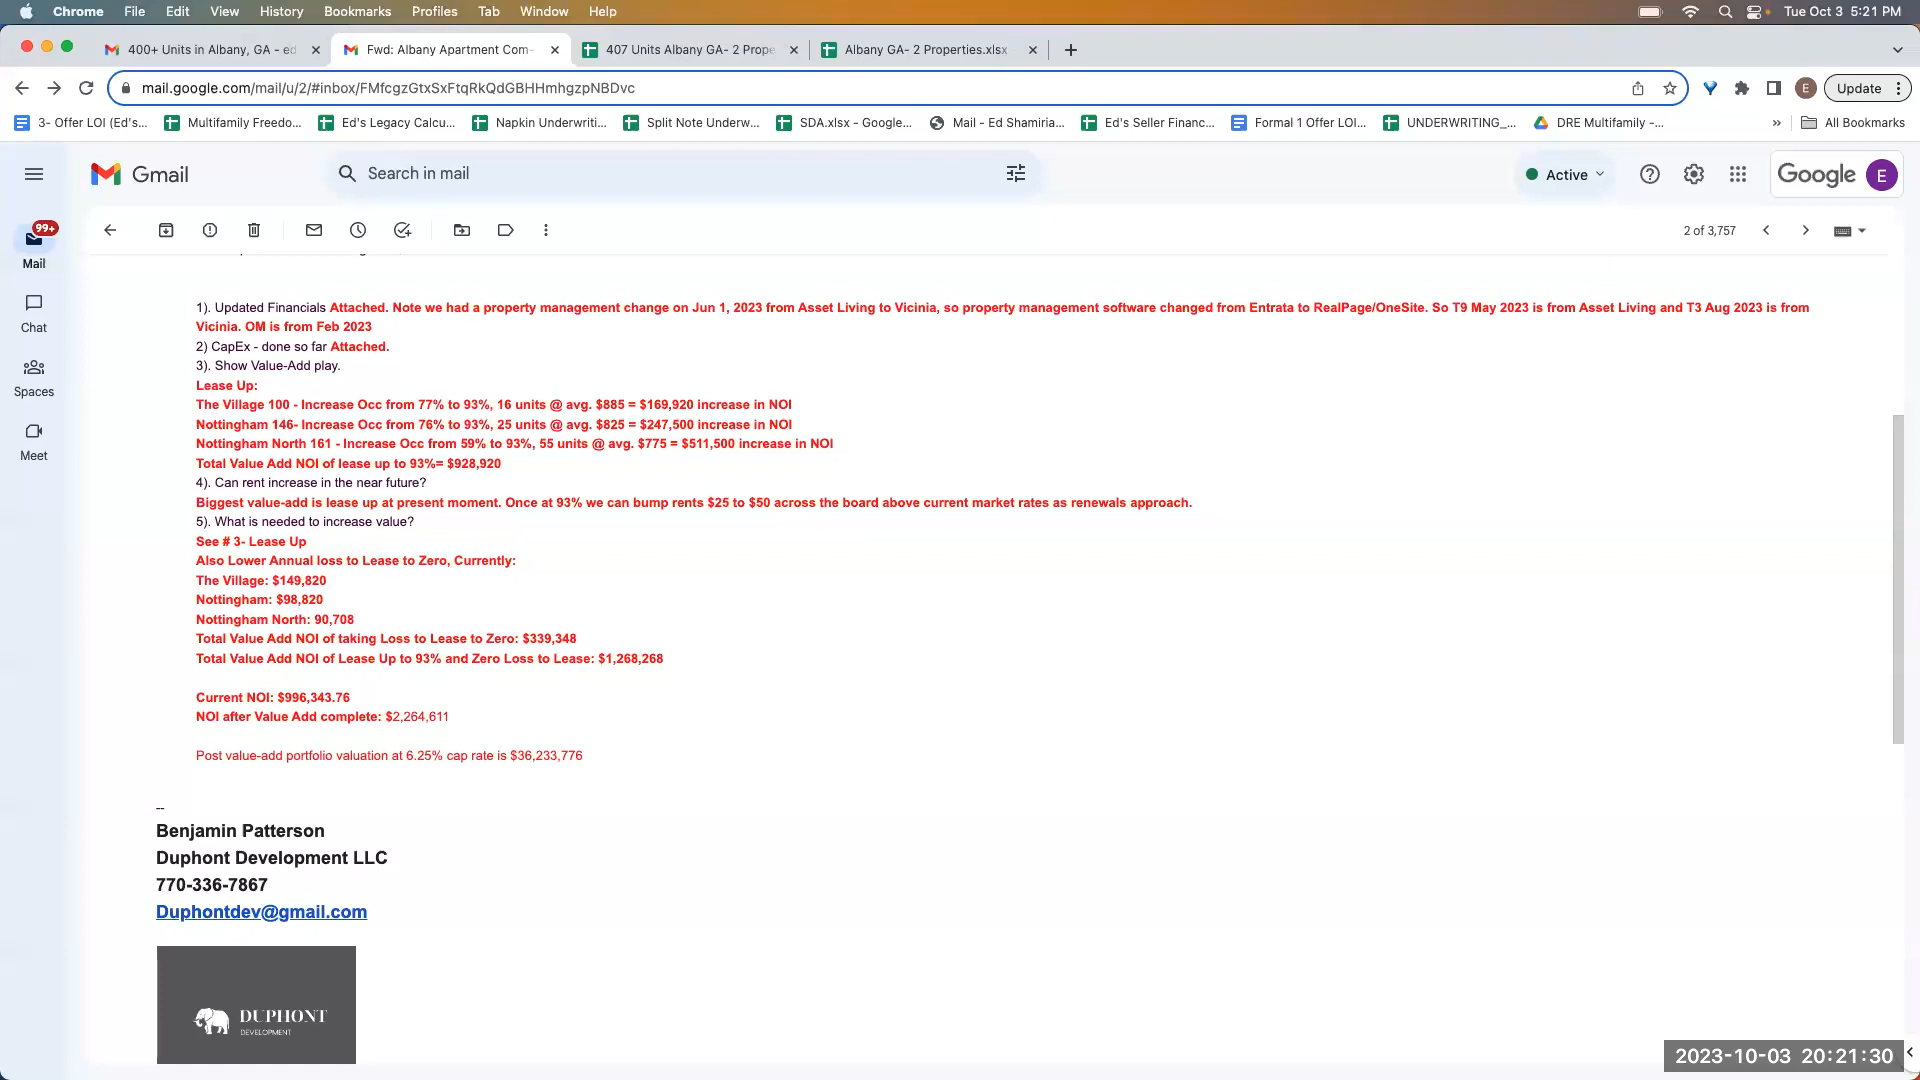 Chrome File Edit View History Bookmarks Profiles Tab Window Help Tue Oct 3 5:21 PM
400+ Units in Albany, GA - ed Fwd: Albany Apartment Com- 407 Units Albany GA- 2 Prope Albany GA- 2 Properties.xlsx
mail.google.com/mail/u/2/#inbox/FMfcgzGtxSxFtqRkQdGBHHmhgzpNBDvc E Update
3- Offer LOI (Ed's... Multifamily Freedo... Ed's Legacy Calcu... Napkin Underwriti... Split Note Underw... SDA.xlsx - Google... Mail - Ed Shamiria... Ed's Seller Financ... Formal 1 Offer LOI... UNDERWRITING_... DRE Multifamily -... » All Bookmarks
Gmail Search in mail Active Google E
99+
Mail
Chat
Spaces
Meet
2 of 3,757
1). Updated Financials Attached. Note we had a property management change on Jun 1, 2023 from Asset Living to Vicinia, so property management software changed from Entrata to RealPage/OneSite. So T9 May 2023 is from Asset Living and T3 Aug 2023 is from
Vicinia. OM is from Feb 2023
2) CapEx - done so far Attached.
3). Show Value-Add play.
Lease Up:
The Village 100 - Increase Occ from 77% to 93%, 16 units @ avg. $885 = $169,920 increase in NOI
Nottingham 146- Increase Occ from 76% to 93%, 25 units @ avg. $825 = $247,500 increase in NOI
Nottingham North 161 - Increase Occ from 59% to 93%, 55 units @ avg. $775 = $511,500 increase in NOI
Total Value Add NOI of lease up to 93%= $928,920
4). Can rent increase in the near future?
Biggest value-add is lease up at present moment. Once at 93% we can bump rents $25 to $50 across the board above current market rates as renewals approach.
5). What is needed to increase value?
See # 3- Lease Up
Also Lower Annual loss to Lease to Zero, Currently:
The Village: $149,820
Nottingham: $98,820
Nottingham North: 90,708
Total Value Add NOI of taking Loss to Lease to Zero: $339,348
Total Value Add NOI of Lease Up to 93% and Zero Loss to Lease: $1,268,268
Current NOI: $996,343.76
NOI after Value Add complete: $2,264,611
Post value-add portfolio valuation at 6.25% cap rate is $36,233,776
--
Benjamin Patterson
Duphont Development LLC
770-336-7867
Duphontdev@gmail.com
DUPHONT
DEVELOPMENT
2023-10-03 20:21:30